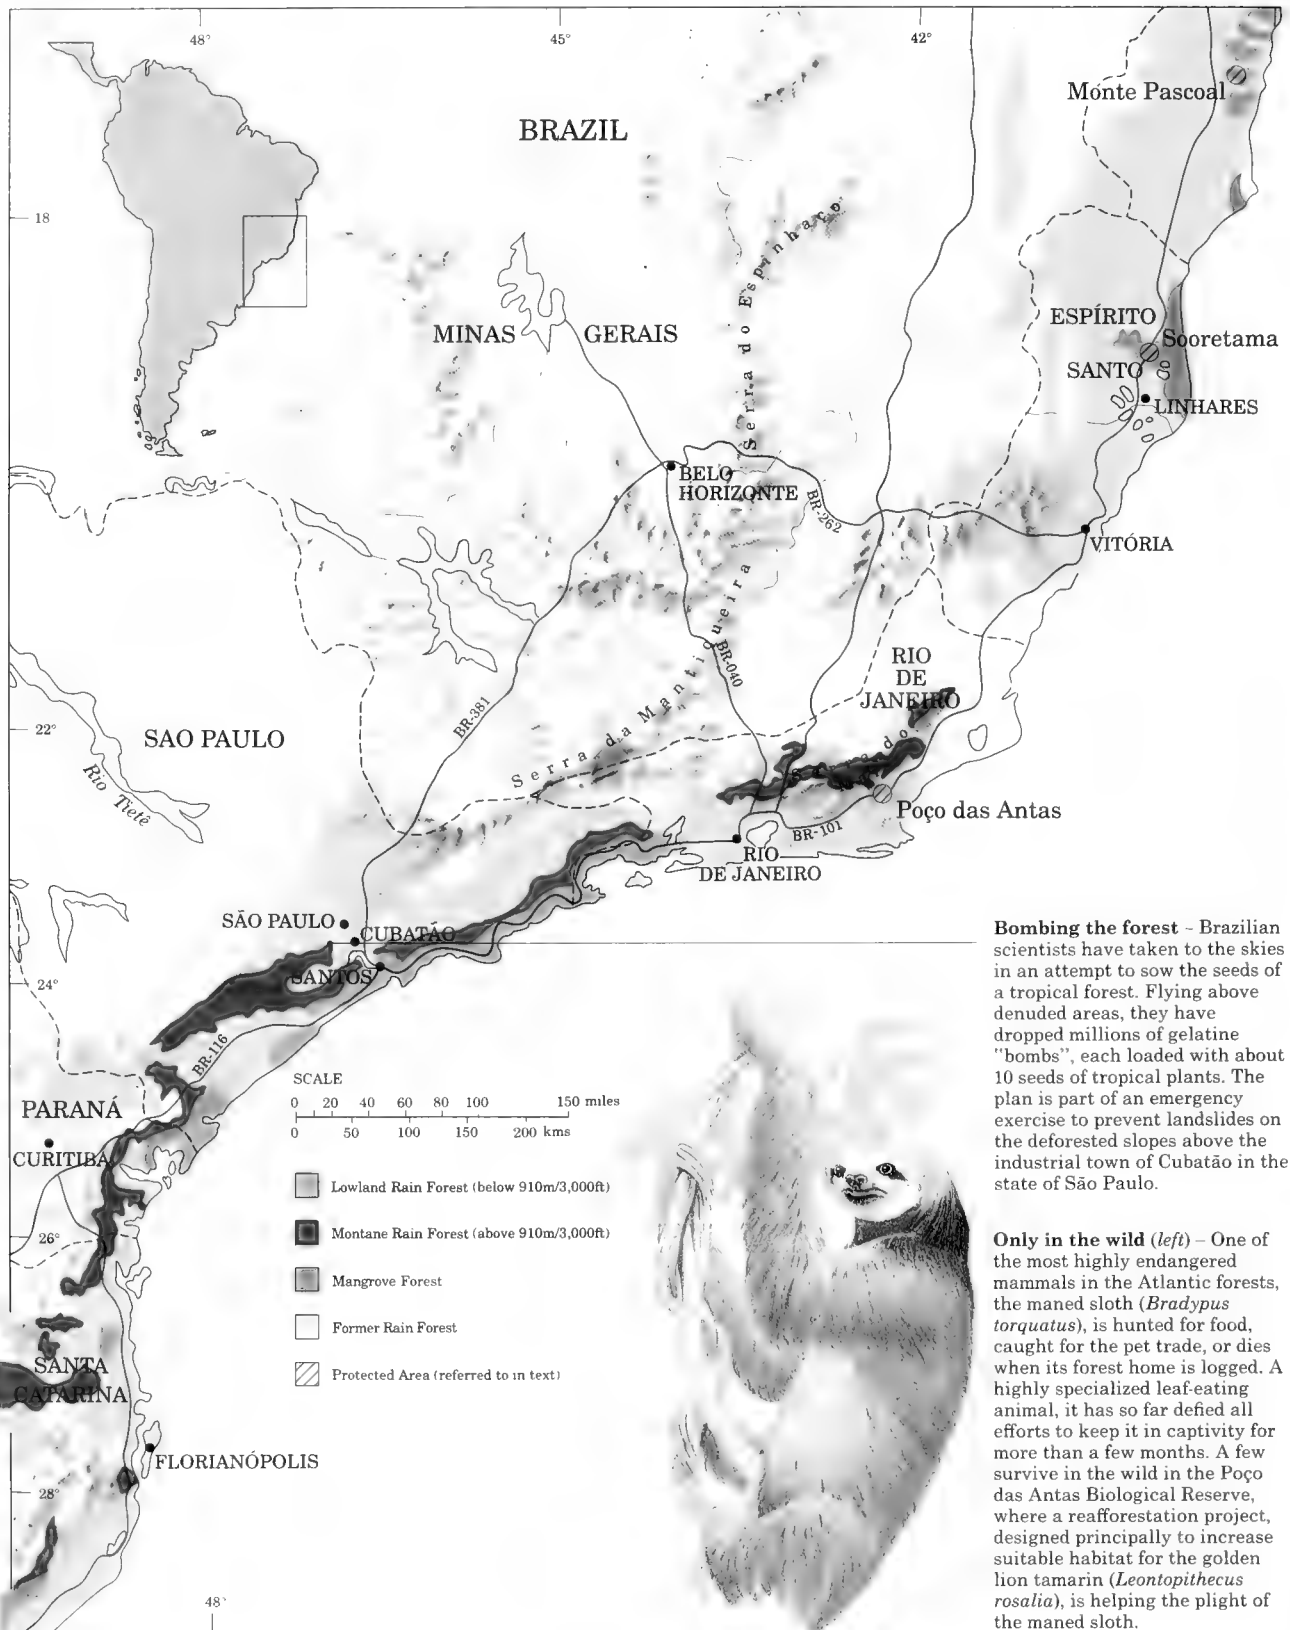 48°
45°
42°
Monte Pascoal
BRAZIL
18
Serra do Espinhaço
ESPÍRITO
SANTO
Sooretama
MINAS GERAIS
LINHARES
BELO
HORIZONTE
BR-262
VITÓRIA
BR-040
RIO
DE
JANEIRO
BR-381
22°
SAO PAULO
Serra da Mantiqueira
Rio Tietê
Poço das Antas
BR-101
RIO
DE JANEIRO
SÃO PAULO
CUBATÃO
SANTOS
24°
BR-116
PARANÁ
CURITIBA
26°
SANTA
CATARINA
FLORIANÓPOLIS
28°
48°
SCALE
0 20 40 60 80 100 150 miles
0 50 100 150 200 kms
Lowland Rain Forest (below 910m/3,000ft)
Montane Rain Forest (above 910m/3,000ft)
Mangrove Forest
Former Rain Forest
Protected Area (referred to in text)
Bombing the forest – Brazilian
scientists have taken to the skies
in an attempt to sow the seeds of
a tropical forest. Flying above
denuded areas, they have
dropped millions of gelatine
"bombs", each loaded with about
10 seeds of tropical plants. The
plan is part of an emergency
exercise to prevent landslides on
the deforested slopes above the
industrial town of Cubatão in the
state of São Paulo.
Only in the wild (left) – One of
the most highly endangered
mammals in the Atlantic forests,
the maned sloth (Bradypus
torquatus), is hunted for food,
caught for the pet trade, or dies
when its forest home is logged. A
highly specialized leaf-eating
animal, it has so far defied all
efforts to keep it in captivity for
more than a few months. A few
survive in the wild in the Poço
das Antas Biological Reserve,
where a reafforestation project,
designed principally to increase
suitable habitat for the golden
lion tamarin (Leontopithecus
rosalia), is helping the plight of
the maned sloth.